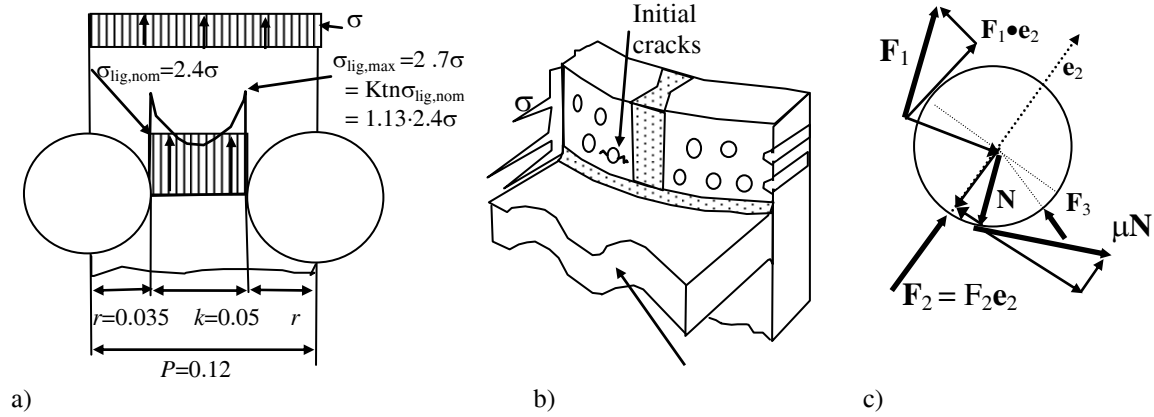 σ
σlig,nom=2.4σ
σlig,max=2 .7σ
= Ktnσlig,nom
= 1.13·2.4σ
r=0.035
k=0.05
r
P=0.12
a)
Initial
cracks
σ
b)
F1
F1•e2
e2
N
F3
μN
F2 = F2e2
c)